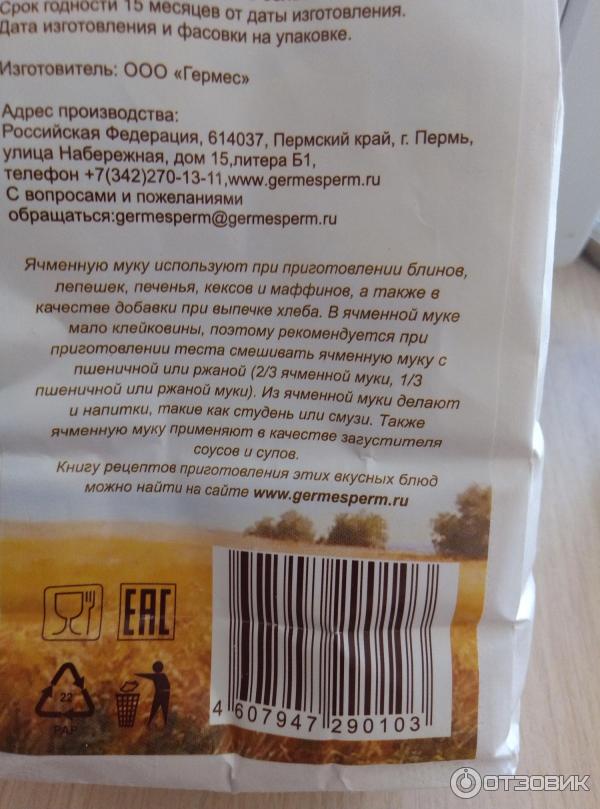 Срок годности 15 месяцев от даты изготовления.
Дата изготовления и фасовки на упаковке.
Изготовитель: ООО «Гермес»
Адрес производства:
Российская Федерация, 614037, Пермский край, г. Пермь,
улица Набережная, дом 15,литера Б1,
телефон +7(342)270-13-11,www.germesperm.ru
С вопросами и пожеланиями
обращаться:germesperm@germesperm.ru
Ячменную муку используют при приготовлении блинов,
лепешек, печенья, кексов и маффинов, а также в
качестве добавки при выпечке хлеба. В ячменной муке
мало клейковины, поэтому рекомендуется при
приготовлении теста смешивать ячменную муку с
пшеничной или ржаной (2/3 ячменной муки, 1/3
пшеничной или ржаной муки). Из ячменной муки делают
и напитки, такие как студень или смузи. Также
ячменную муку применяют в качестве загустителя
соусов и супов.
Книгу рецептов приготовления этих вкусных блюд
можно найти на сайте www.germesperm.ru
EAC
22
PAP
4 607947 290103
ОТЗОВИК